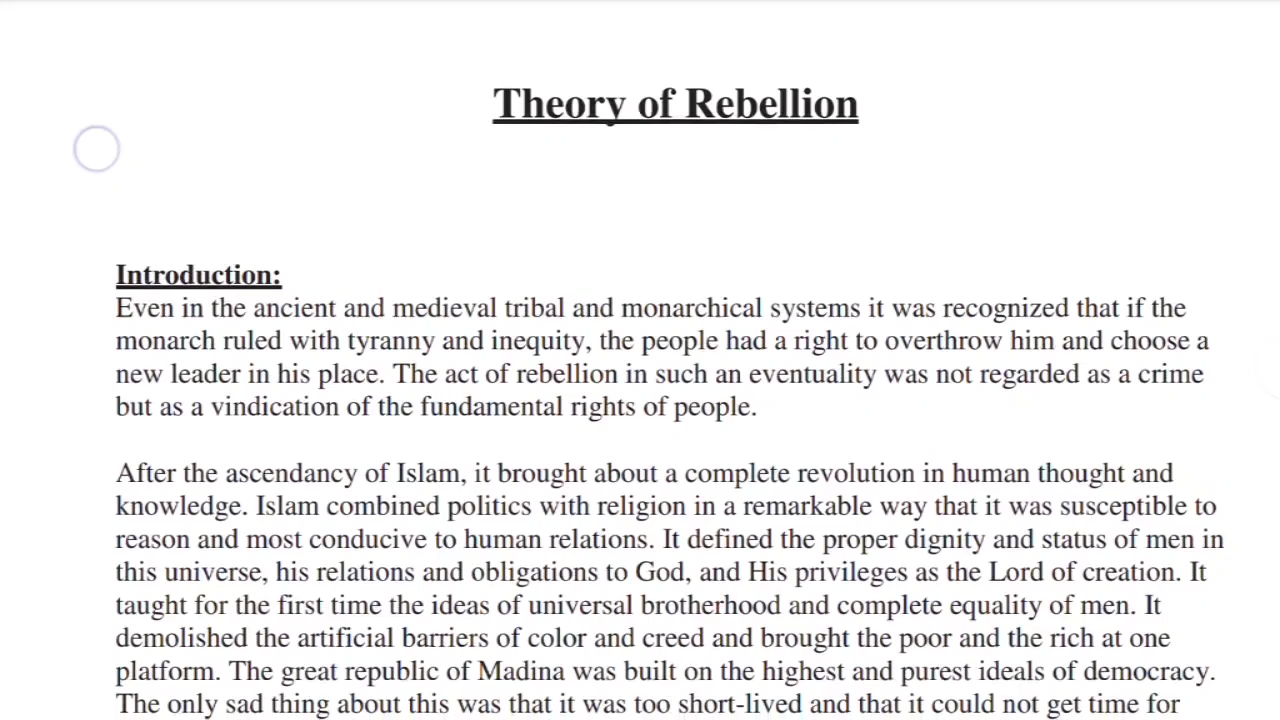 Theory of Rebellion
Introduction:
Even in the ancient and medieval tribal and monarchical systems it was recognized that if the
monarch ruled with tyranny and inequity, the people had a right to overthrow him and choose a
new leader in his place. The act of rebellion in such an eventuality was not regarded as a crime
but as a vindication of the fundamental rights of people.
After the ascendancy of Islam, it brought about a complete revolution in human thought and
knowledge. Islam combined politics with religion in a remarkable way that it was susceptible to
reason and most conducive to human relations. It defined the proper dignity and status of men in
this universe, his relations and obligations to God, and His privileges as the Lord of creation. It
taught for the first time the ideas of universal brotherhood and complete equality of men. It
demolished the artificial barriers of color and creed and brought the poor and the rich at one
platform. The great republic of Madina was built on the highest and purest ideals of democracy.
The only sad thing about this was that it was too short-lived and that it could not get time for